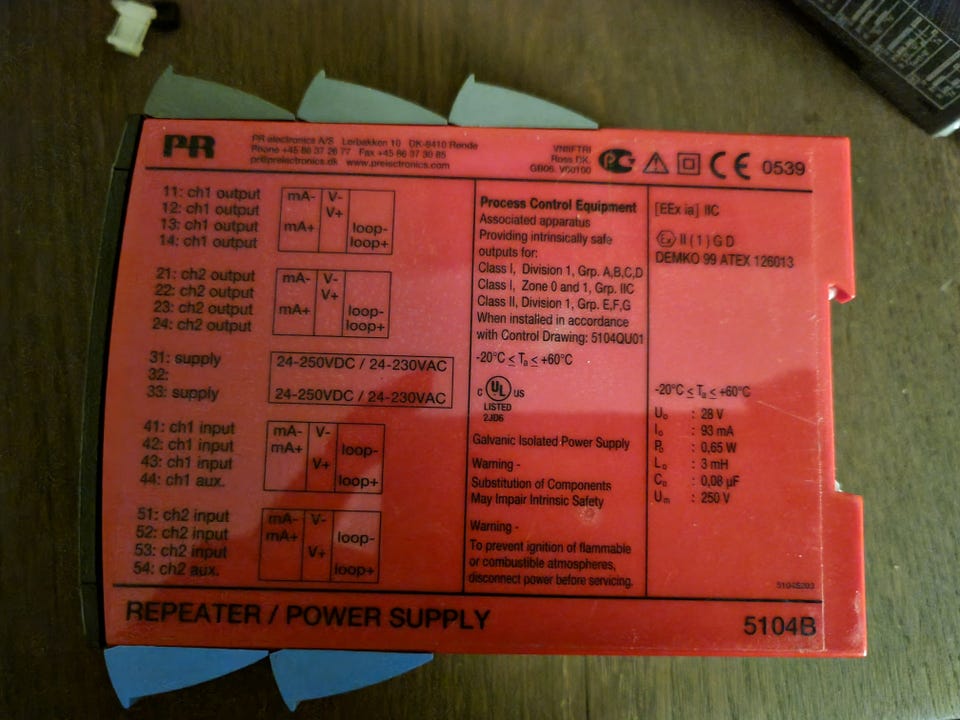 PR
PR electronics A/S Lerbakken 10 DK-8410 Rønde
Phone +45 86 37 26 77 Fax +45 86 37 30 85
pr@prelectronics.dk www.prelectronics.com
VNIIFTRI
Ross DK.
GB06. V00100
0539
11: ch1 output mA- V-
12: ch1 output V+
13: ch1 output mA+ loop-
14: ch1 output loop+
21: ch2 output mA- V-
22: ch2 output V+
23: ch2 output mA+ loop-
24: ch2 output loop+
31: supply 24-250VDC / 24-230VAC
32:
33: supply 24-250VDC / 24-230VAC
41: ch1 input mA- V-
42: ch1 input mA+ loop-
43: ch1 input V+
44: ch1 aux. loop+
51: ch2 input mA- V-
52: ch2 input mA+ loop-
53: ch2 input V+
54: ch2 aux. loop+
Process Control Equipment
Associated apparatus
Providing intrinsically safe
outputs for:
Class I, Division 1, Grp. A,B,C,D
Class I, Zone 0 and 1, Grp. IIC
Class II, Division 1, Grp. E,F,G
When installed in accordance
with Control Drawing: 5104QU01
-20°C ≤ Ta ≤ +60°C
c UL us
LISTED
2JD6
Galvanic Isolated Power Supply
Warning -
Substitution of Components
May Impair Intrinsic Safety
Warning -
To prevent ignition of flammable
or combustible atmospheres,
disconnect power before servicing.
[EEx ia] IIC
Ex II (1) G D
DEMKO 99 ATEX 126013
-20°C ≤ Ta ≤ +60°C
Uo : 28 V
Io : 93 mA
Po : 0,65 W
Lo : 3 mH
Co : 0,08 µF
Um : 250 V
5104S203
REPEATER / POWER SUPPLY 5104B